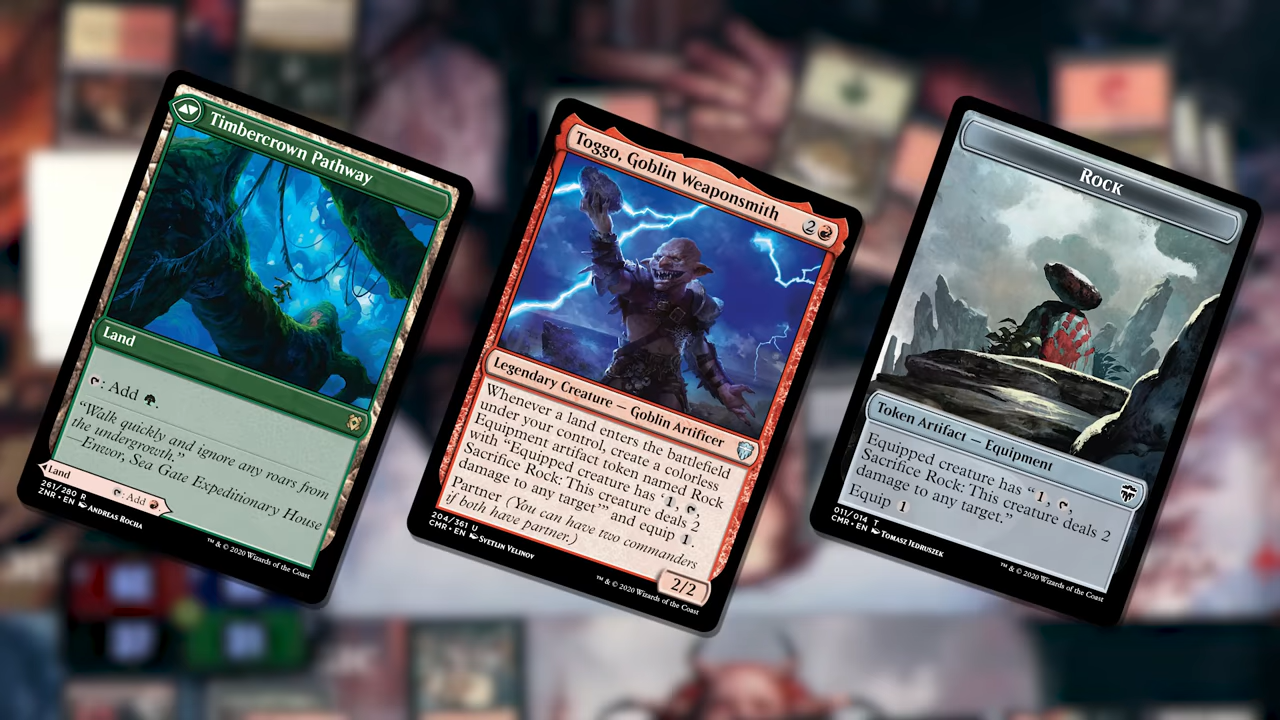 Timbercrown Pathway
Land
: Add .
“Walk quickly and ignore any roars from
the undergrowth.”
—Envor, Sea Gate Expeditionary House
Land
: Add
261/280 R
ZNR • EN ANDREAS ROCHA
™ & © 2020 Wizards of the Coast
Toggo, Goblin Weaponsmith
2
Legendary Creature — Goblin Artificer
Whenever a land enters the battlefield
under your control, create a colorless
Equipment artifact token named Rock
with “Equipped creature has ‘1, ,
Sacrifice Rock: This creature deals 2
damage to any target’” and equip 1.
Partner (You can have two commanders
if both have partner.)
2/2
204/361 U
CMR • EN SVETLIN VELINOV
™ & © 2020 Wizards of the Coast
ROCK
Token Artifact — Equipment
Equipped creature has “1, ,
Sacrifice Rock: This creature deals 2
damage to any target.”
Equip 1
011/014 T
CMR • EN TOMASZ JEDRUSZEK
™ & © 2020 Wizards of the Coast